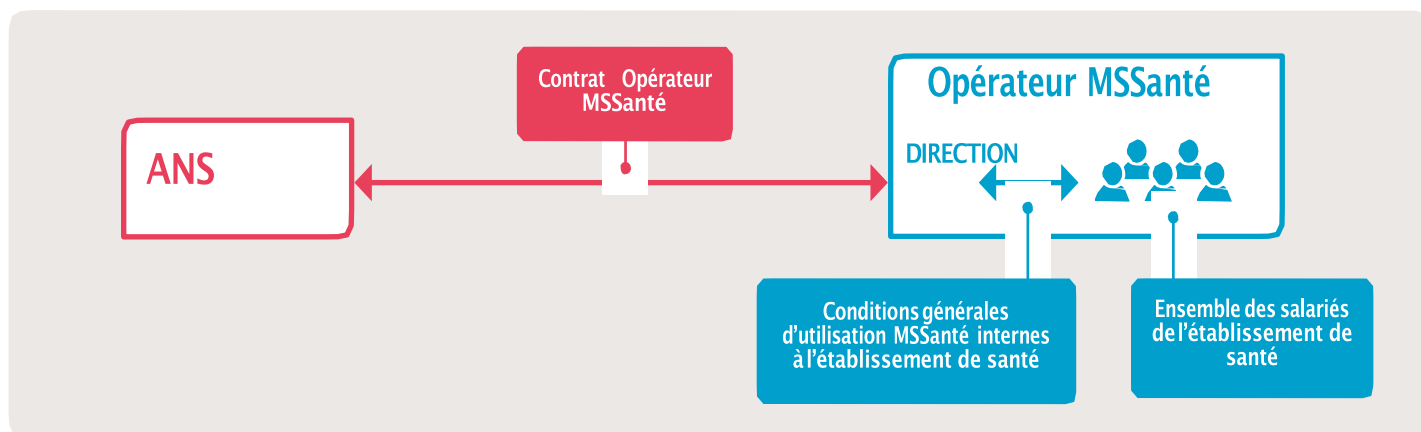 Contrat Opérateur
MSSanté
ANS
Opérateur MSSanté
DIRECTION
Conditions générales
d'utilisation MSSanté internes
à l'établissement de santé
Ensemble des salariés
de l'établissement de
santé